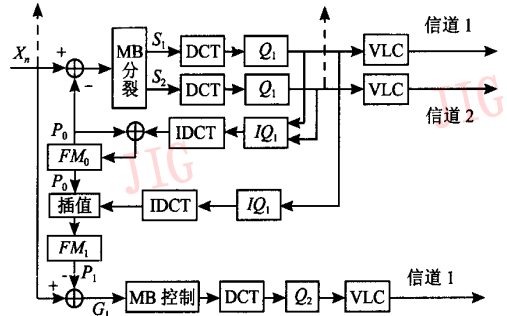 信道 1
X_n + MB 分裂 S_1 DCT Q_1 VLC
− S_2 DCT Q_1 VLC
信道 2
P_0 IDCT IQ_1
FM_0
P_0
插值 IDCT IQ_1
FM_1
− P_1 信道 1
+ G_1 MB 控制 DCT Q_2 VLC
JIG
JIG